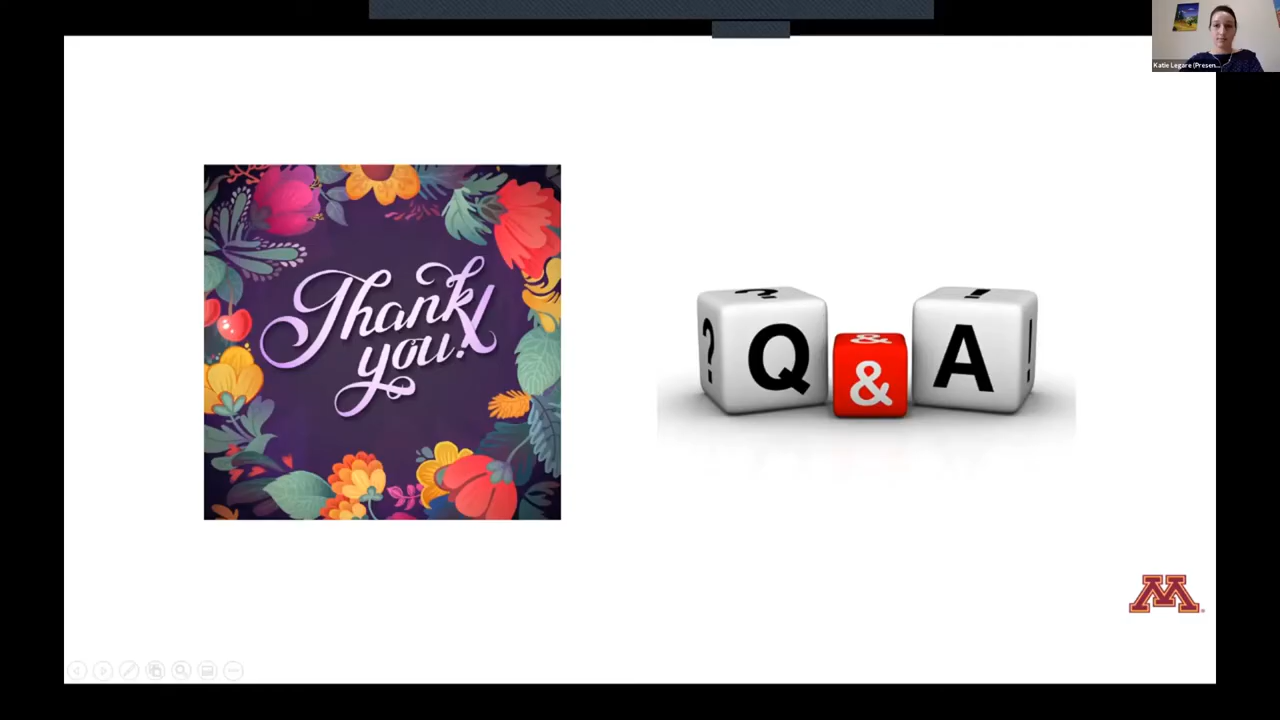 Katie Legare (Presen...
Thank
you!
? ? Q & & A ! !
M